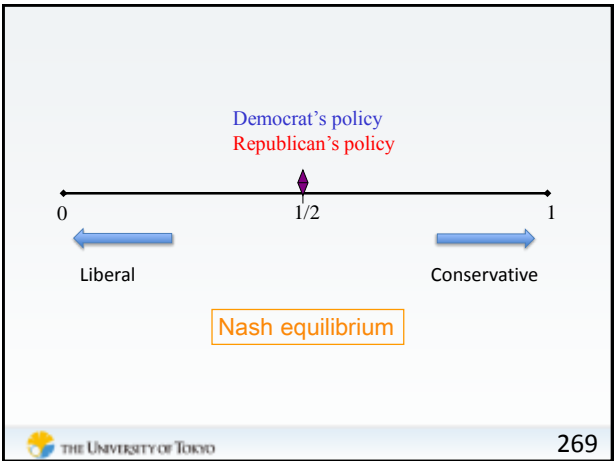 Democrat's policy
Republican's policy
0 1/2 1
Liberal Conservative
Nash equilibrium
THE UNIVERSITY OF TOKYO 269